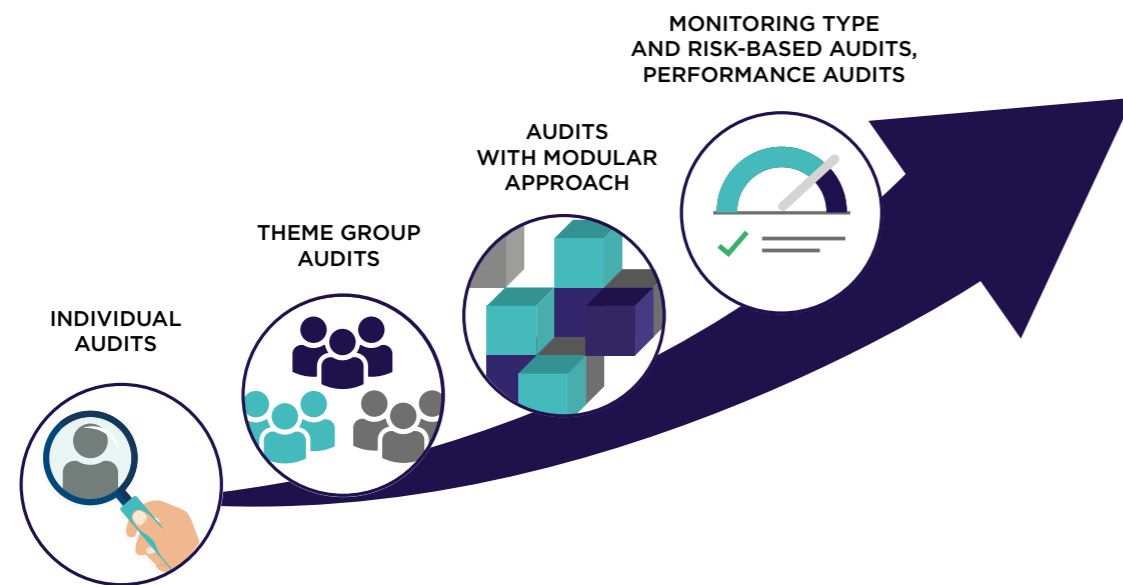 MONITORING TYPE
AND RISK-BASED AUDITS,
PERFORMANCE AUDITS
AUDITS
WITH MODULAR
APPROACH
THEME GROUP
AUDITS
INDIVIDUAL
AUDITS